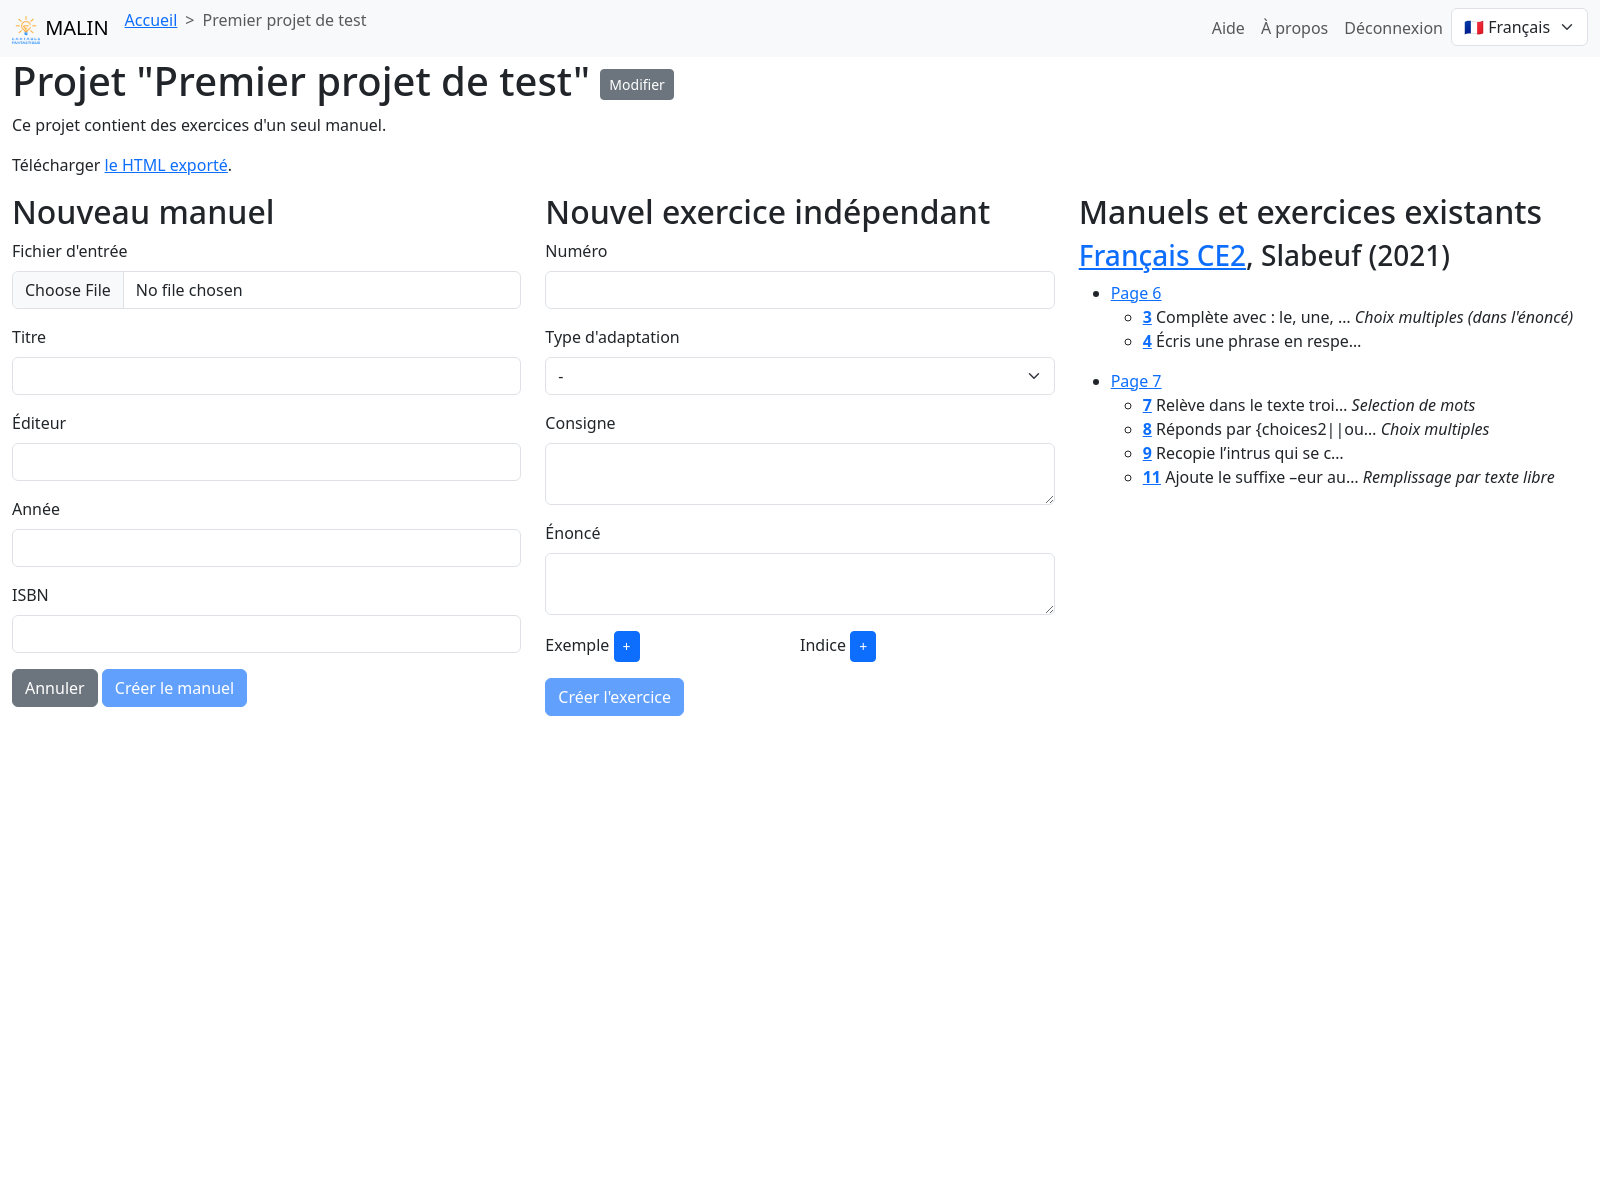 MALIN Accueil > Premier projet de test Aide À propos Déconnexion 🇫🇷 Français
Projet "Premier projet de test" Modifier
Ce projet contient des exercices d'un seul manuel.
Télécharger le HTML exporté.
Nouveau manuel
Fichier d'entrée
Choose File No file chosen
Titre
Éditeur
Année
ISBN
Annuler Créer le manuel
Nouvel exercice indépendant
Numéro
Type d'adaptation
-
Consigne
Énoncé
Exemple + Indice +
Créer l'exercice
Manuels et exercices existants
Français CE2, Slabeuf (2021)
Page 6
3 Complète avec : le, une, ... Choix multiples (dans l'énoncé)
4 Écris une phrase en respe...
Page 7
7 Relève dans le texte troi... Selection de mots
8 Réponds par {choices2||ou... Choix multiples
9 Recopie l’intrus qui se c...
11 Ajoute le suffixe –eur au... Remplissage par texte libre